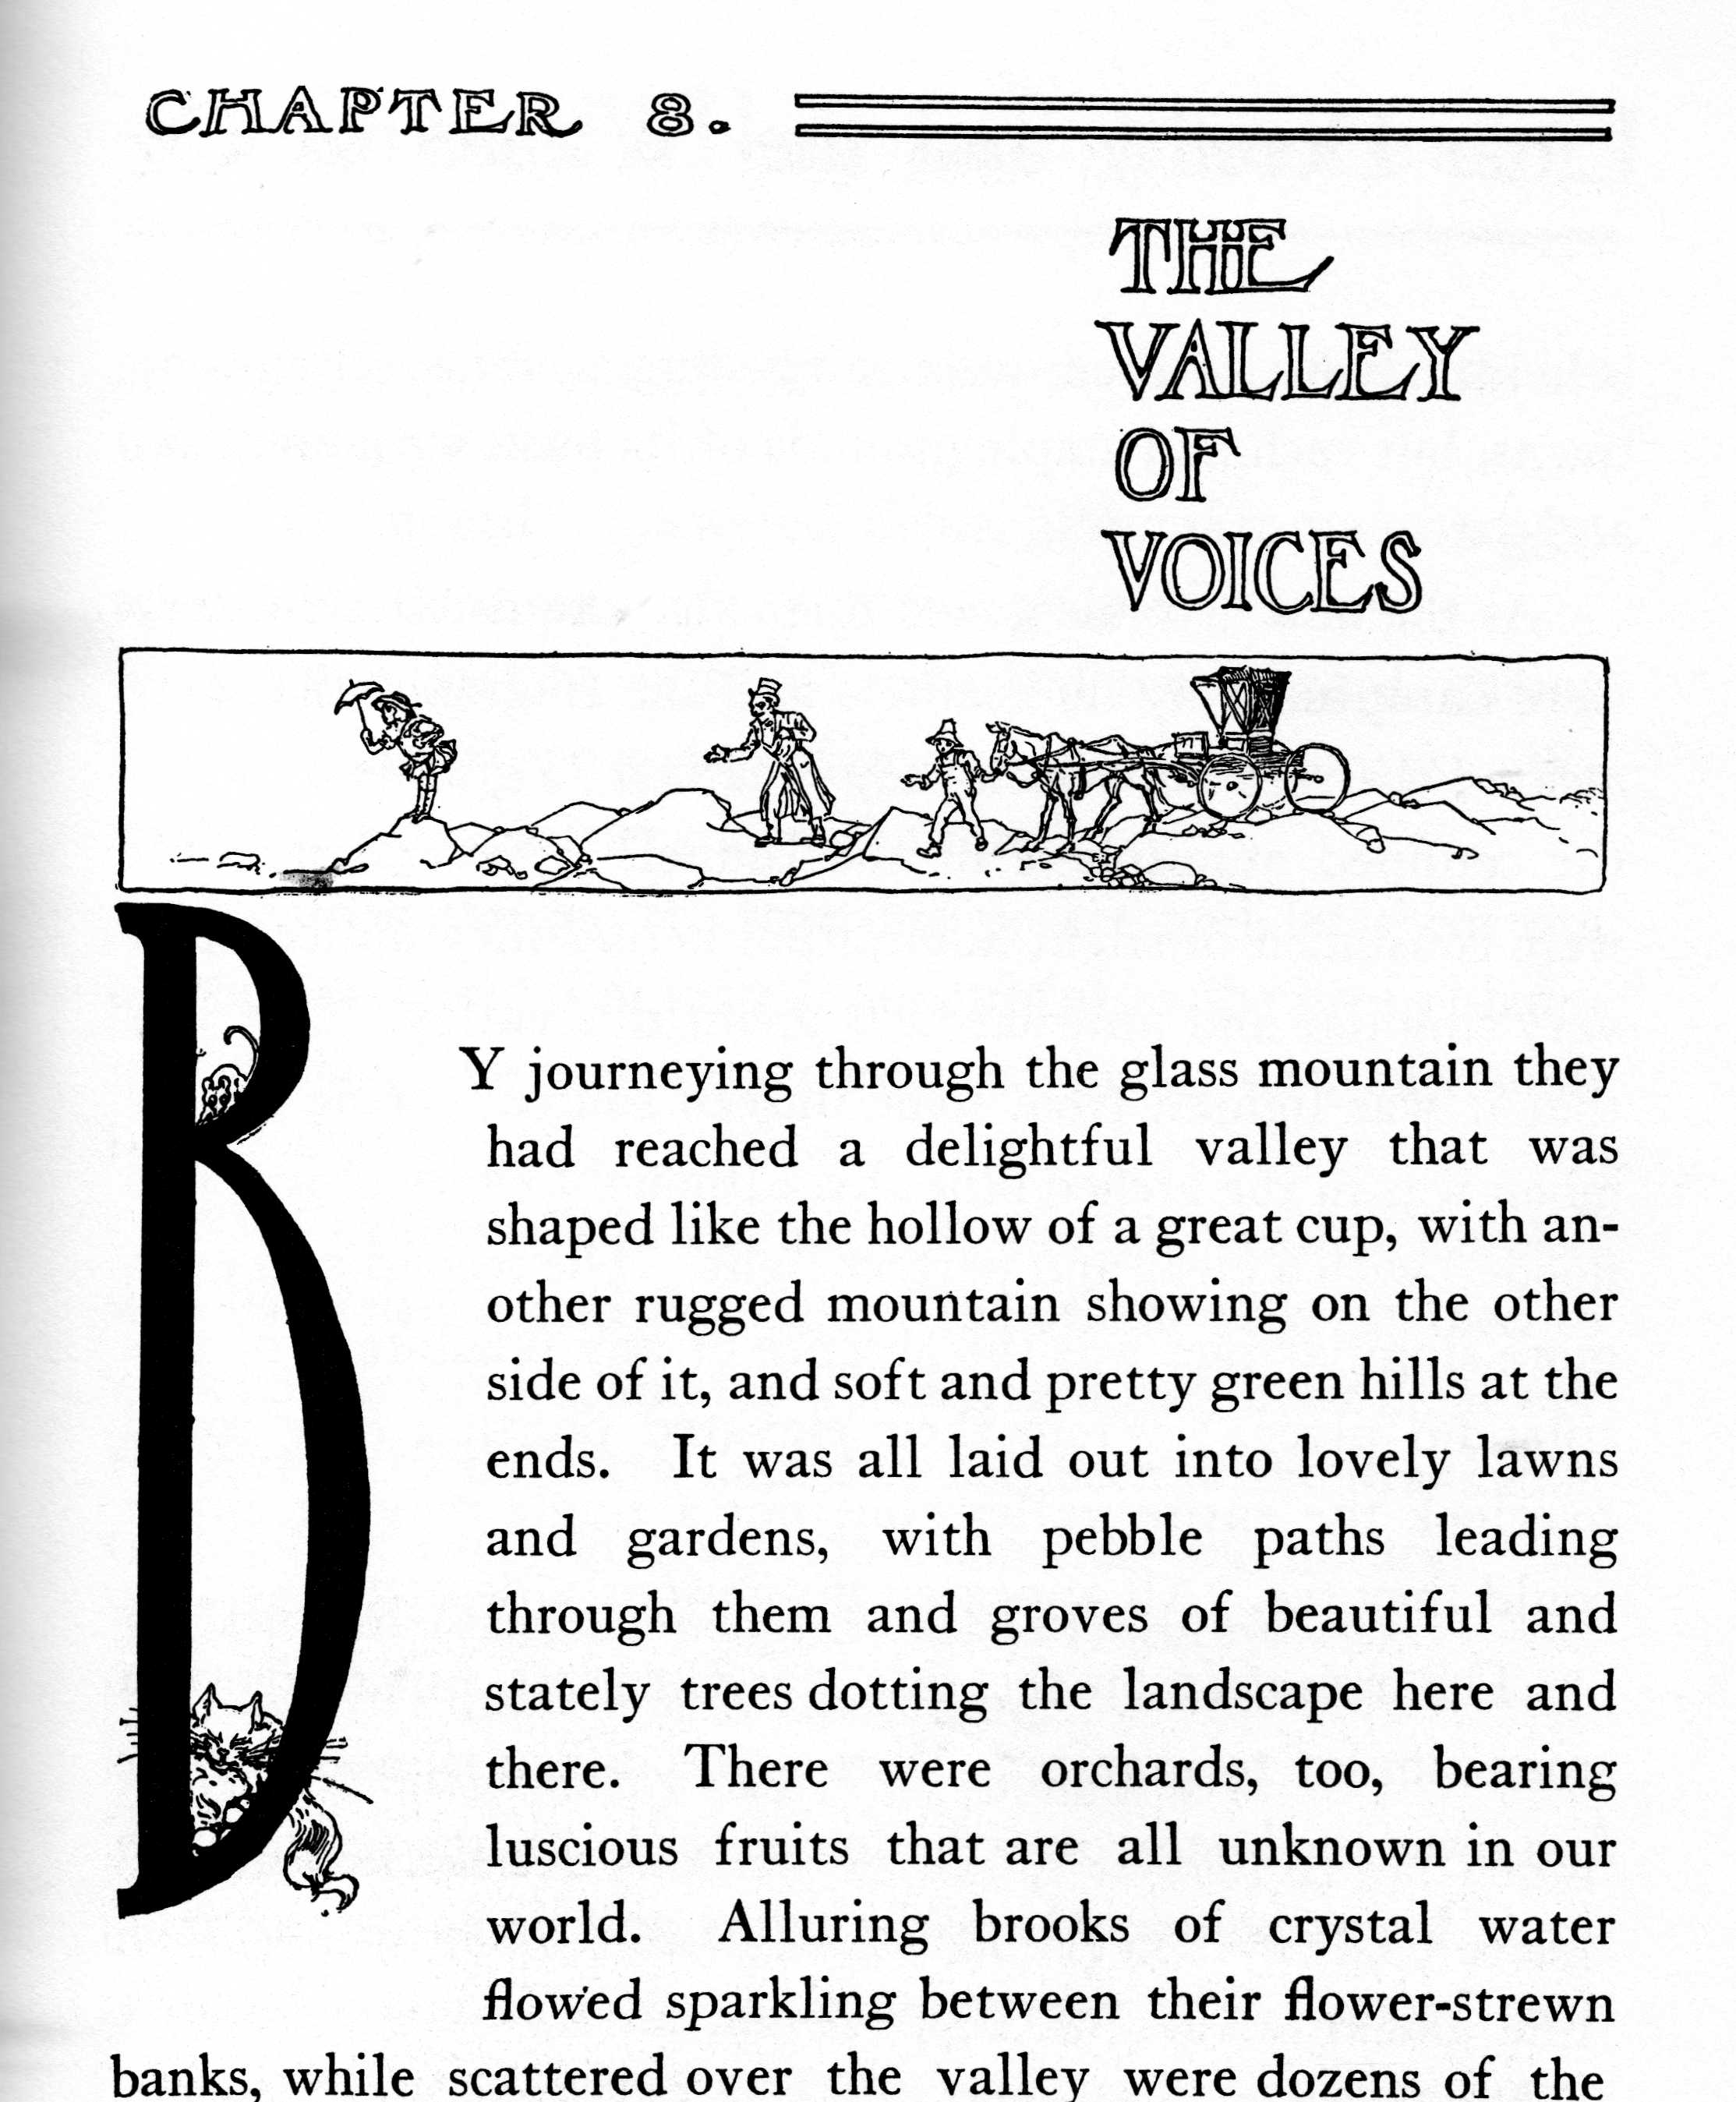 CHAPTER 8.
THE
VALLEY
OF
VOICES
BY journeying through the glass mountain they
had reached a delightful valley that was
shaped like the hollow of a great cup, with an-
other rugged mountain showing on the other
side of it, and soft and pretty green hills at the
ends. It was all laid out into lovely lawns
and gardens, with pebble paths leading
through them and groves of beautiful and
stately trees dotting the landscape here and
there. There were orchards, too, bearing
luscious fruits that are all unknown in our
world. Alluring brooks of crystal water
flowed sparkling between their flower-strewn
banks, while scattered over the valley were dozens of the